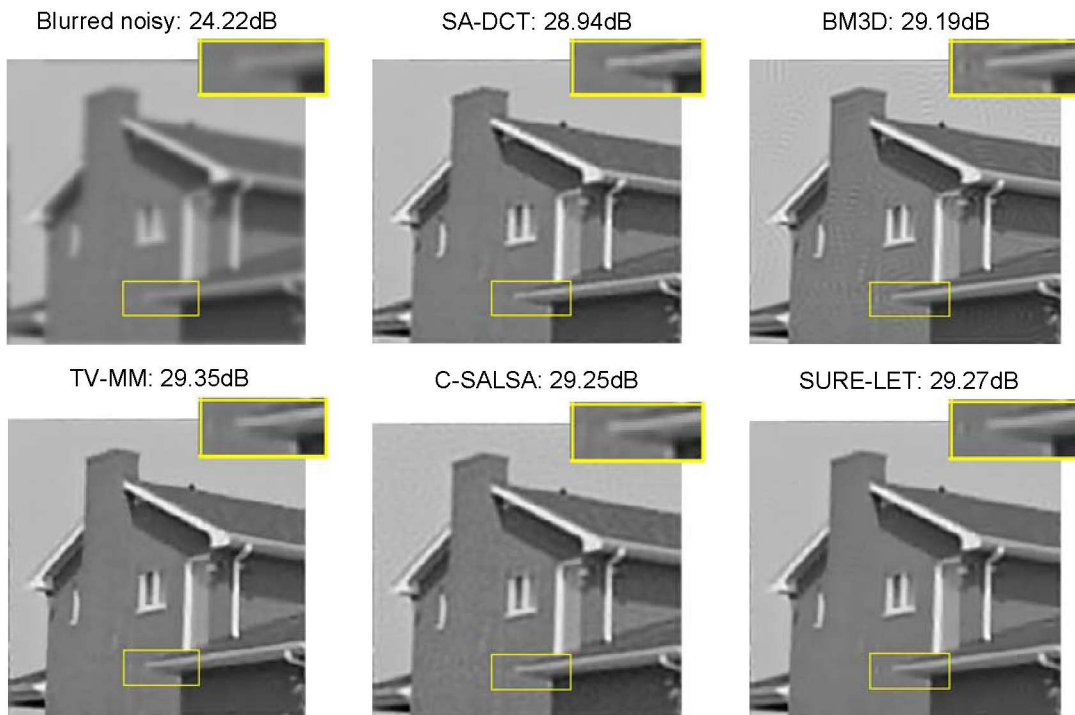 Blurred noisy: 24.22dB
SA-DCT: 28.94dB
BM3D: 29.19dB
TV-MM: 29.35dB
C-SALSA: 29.25dB
SURE-LET: 29.27dB